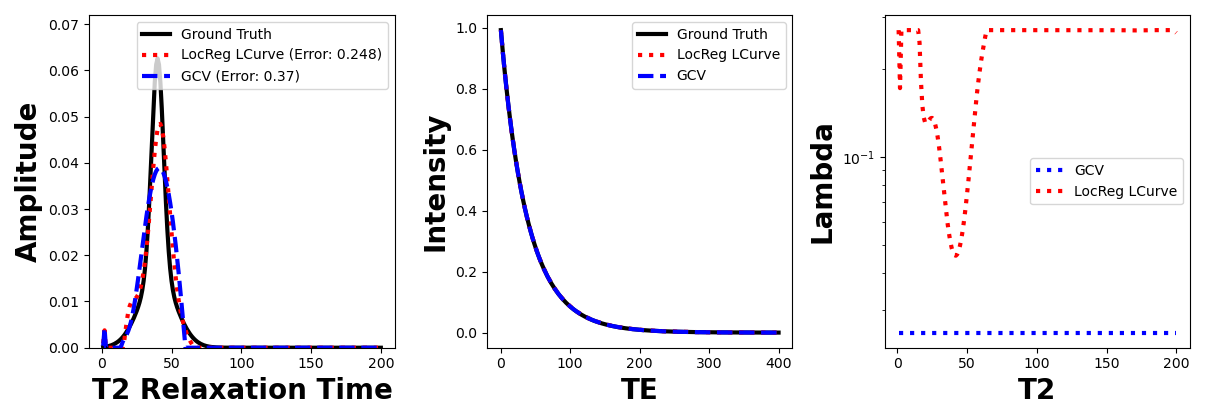 Ground Truth
LocReg LCurve (Error: 0.248)
GCV (Error: 0.37)
0.07
0.06
0.05
0.04
0.03
0.02
0.01
0.00
0
50
100
150
200
Amplitude
T2 Relaxation Time
Ground Truth
LocReg LCurve
GCV
1.0
0.8
0.6
0.4
0.2
0.0
0
100
200
300
400
Intensity
TE
GCV
LocReg LCurve
10⁻¹
0
50
100
150
200
Lambda
T2